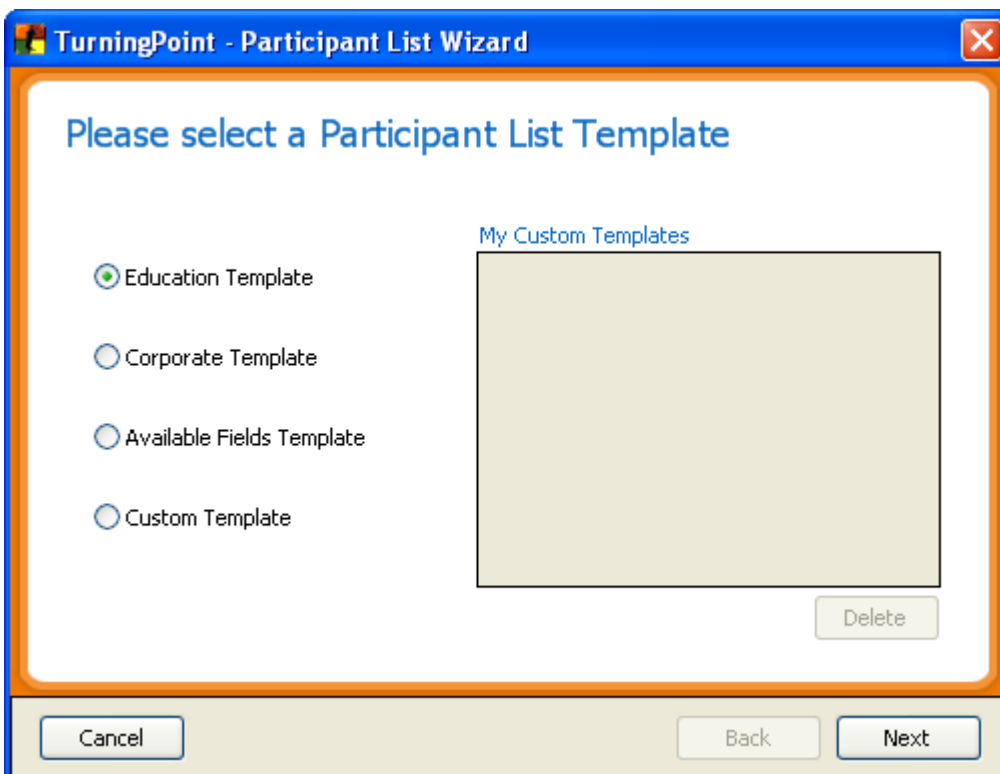 TurningPoint - Participant List Wizard
Please select a Participant List Template
My Custom Templates
Education Template
Corporate Template
Available Fields Template
Custom Template
Delete
Cancel
Back
Next